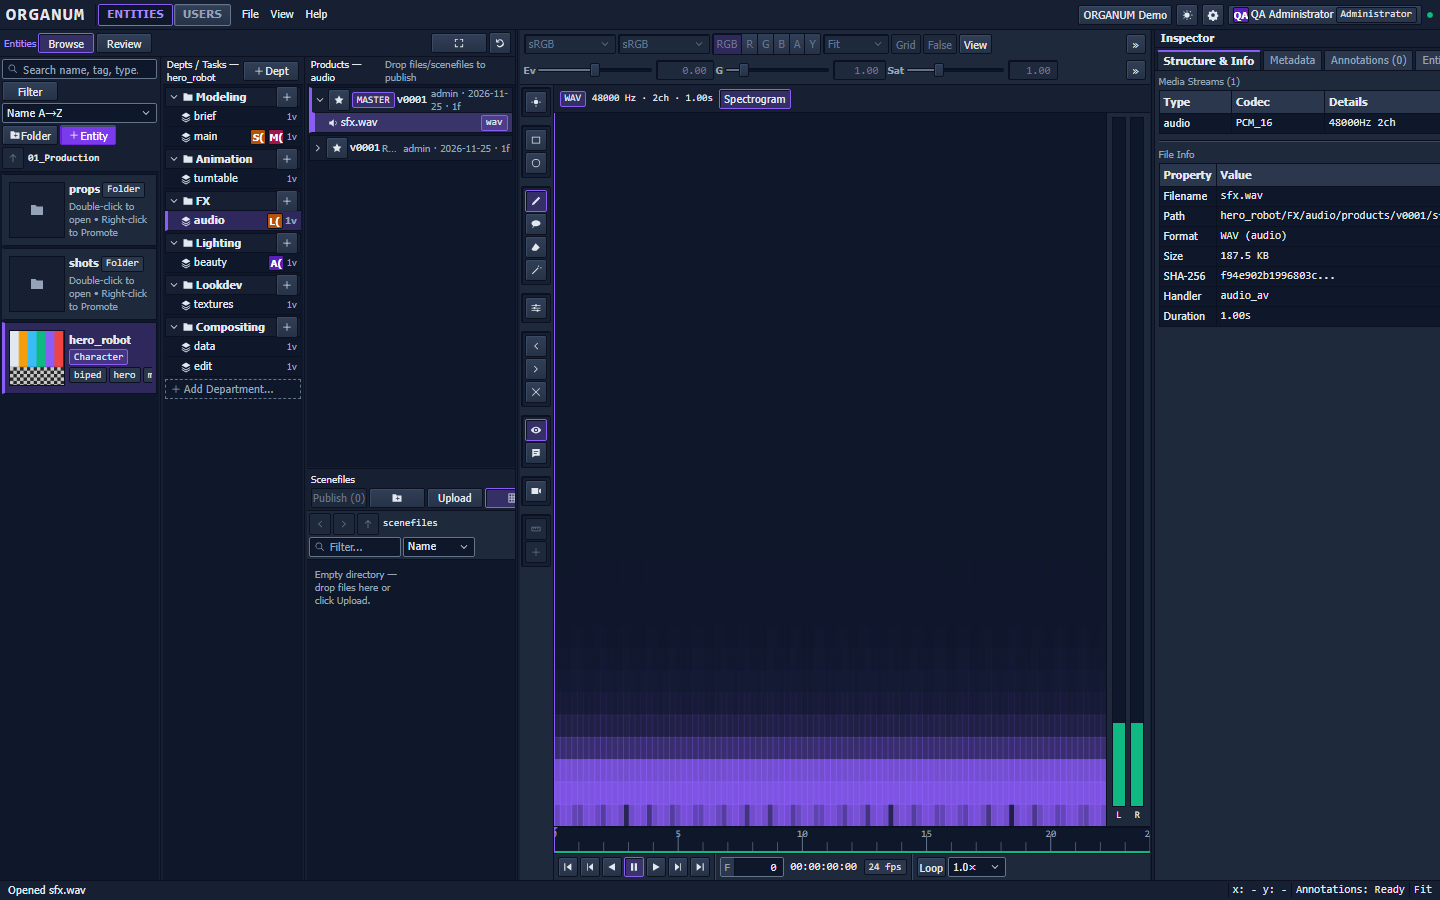 ORGANUM ENTITIES USERS File View Help ORGANUM Demo QA QA Administrator Administrator
Entities Browse Review
Search name, tag, type.
Filter
Name A→Z
Folder + Entity
01_Production
props Folder
Double-click to
open • Right-click
to Promote
shots Folder
Double-click to
open • Right-click
to Promote
hero_robot
Character
biped hero
Depts / Tasks —
hero_robot
+ Dept
Modeling
brief 1v
main S( M( 1v
Animation
turntable 1v
FX
audio L( 1v
Lighting
beauty A( 1v
Lookdev
textures 1v
Compositing
data 1v
edit 1v
+ Add Department...
Products —
audio
Drop files/scenefiles to
publish
MASTER v0001 admin · 2026-11-
25 · 1f
sfx.wav wav
v0001 R... admin · 2026-11-25 · 1f
Scenefiles
Publish (0) Upload
scenefiles
Filter... Name
Empty directory —
drop files here or
click Upload.
sRGB sRGB RGB R G B A Y Fit Grid False View »
Ev 0.00 G 1.00 Sat 1.00 »
WAV 48000 Hz · 2ch · 1.00s Spectrogram
L R
5 10 15 20 2
F 0 00:00:00:00 24 fps Loop 1.0×
Inspector
Structure & Info Metadata Annotations (0) Enti
Media Streams (1)
Type Codec Details
audio PCM_16 48000Hz 2ch
File Info
Property Value
Filename sfx.wav
Path hero_robot/FX/audio/products/v0001/s
Format WAV (audio)
Size 187.5 KB
SHA-256 f94e902b1996803c...
Handler audio_av
Duration 1.00s
Opened sfx.wav
x: - y: - Annotations: Ready Fit